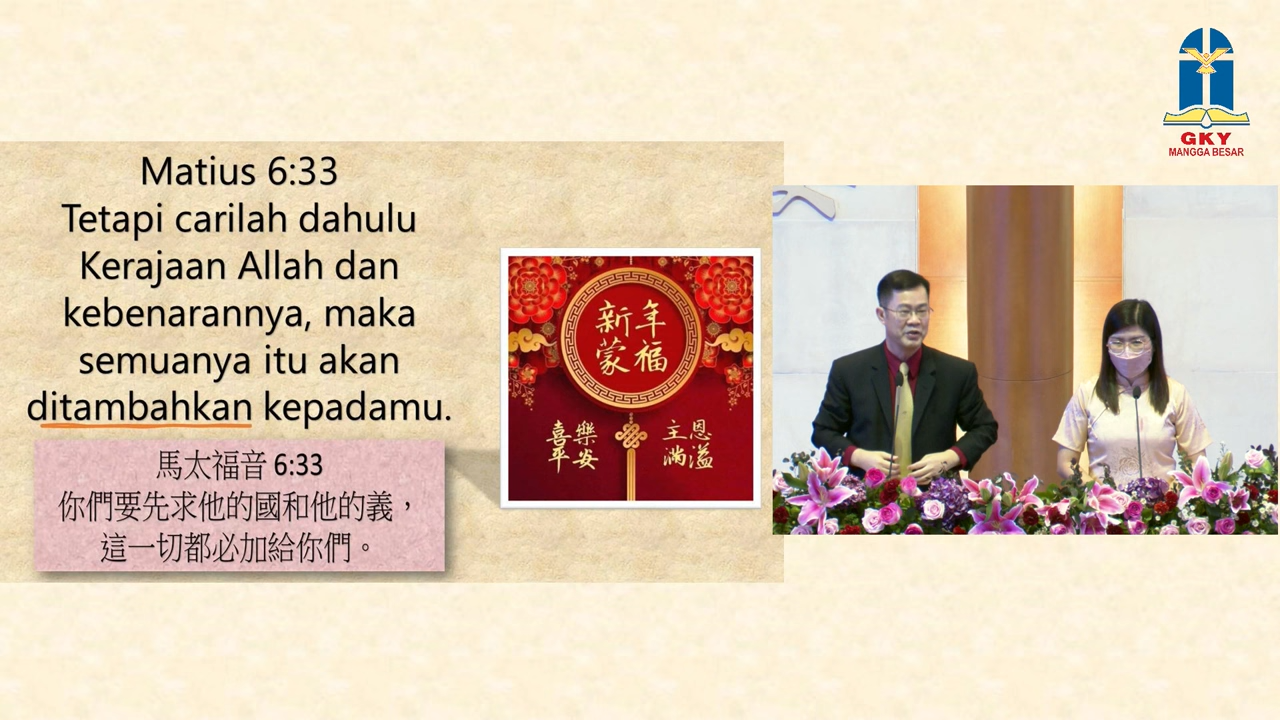 Matius 6:33
Tetapi carilah dahulu
Kerajaan Allah dan
kebenarannya, maka
semuanya itu akan
ditambahkan kepadamu.
馬太福音 6:33
你們要先求他的國和他的義，
這一切都必加給你們。
新年
蒙福
喜樂
平安
主恩
滿溢
GKY
MANGGA BESAR